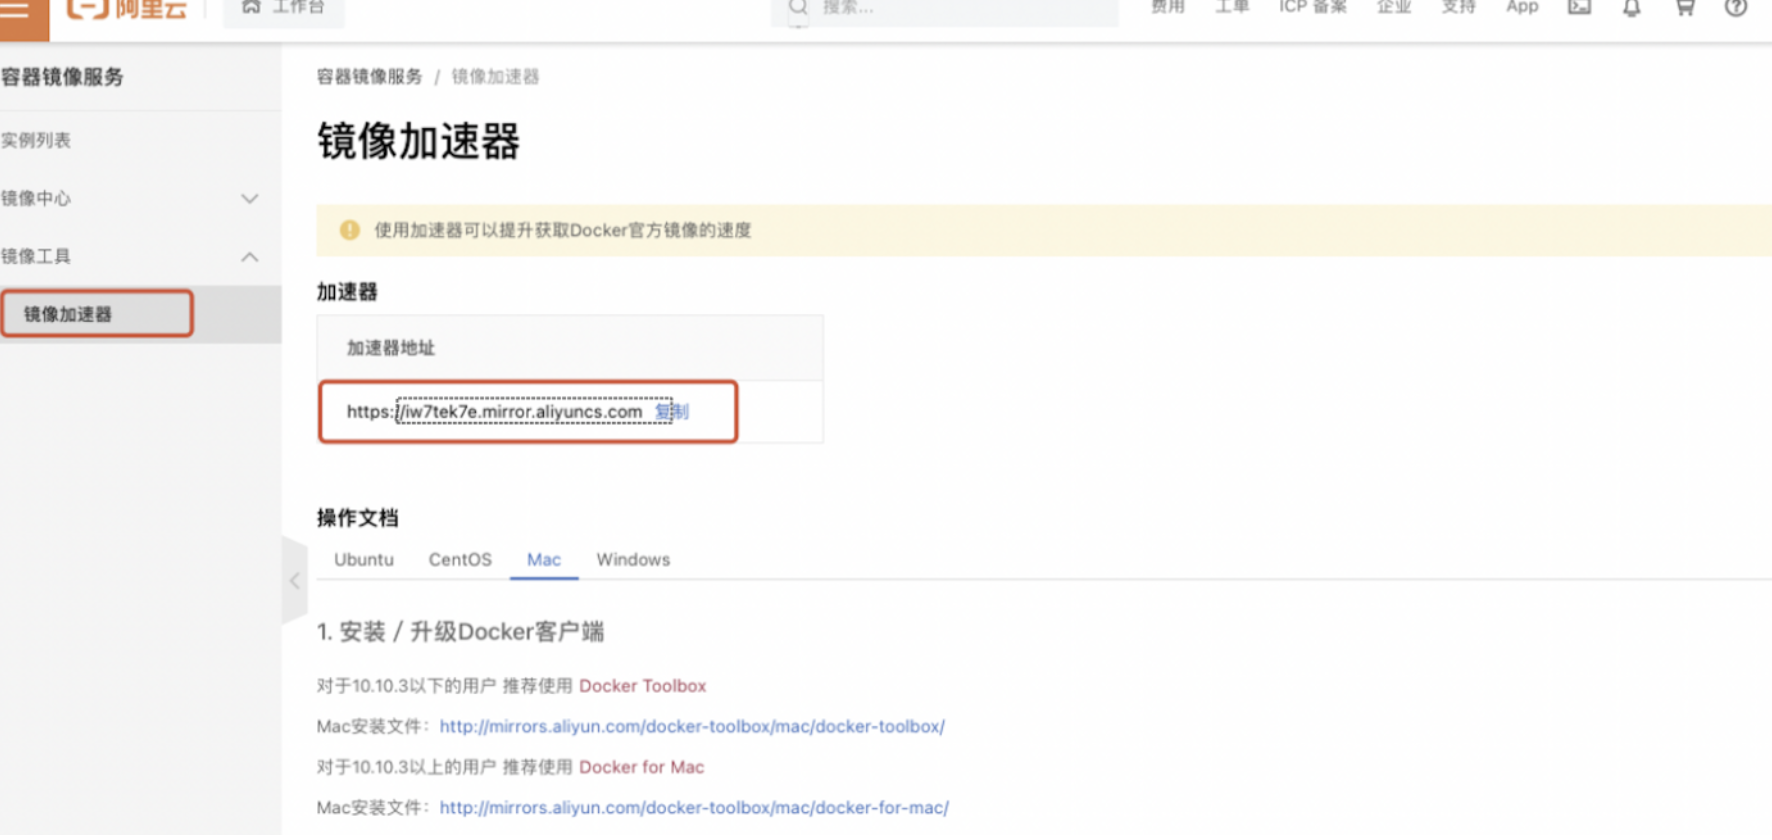 阿里云 工作台 搜索... 费用 工单 ICP 备案 企业 支持 App
容器镜像服务
实例列表
镜像中心
镜像工具
镜像加速器
容器镜像服务 / 镜像加速器
镜像加速器
使用加速器可以提升获取Docker官方镜像的速度
加速器
加速器地址
https://iw7tek7e.mirror.aliyuncs.com 复制
操作文档
Ubuntu CentOS Mac Windows
1. 安装 / 升级Docker客户端
对于10.10.3以下的用户 推荐使用 Docker Toolbox
Mac安装文件：http://mirrors.aliyun.com/docker-toolbox/mac/docker-toolbox/
对于10.10.3以上的用户 推荐使用 Docker for Mac
Mac安装文件：http://mirrors.aliyun.com/docker-toolbox/mac/docker-for-mac/